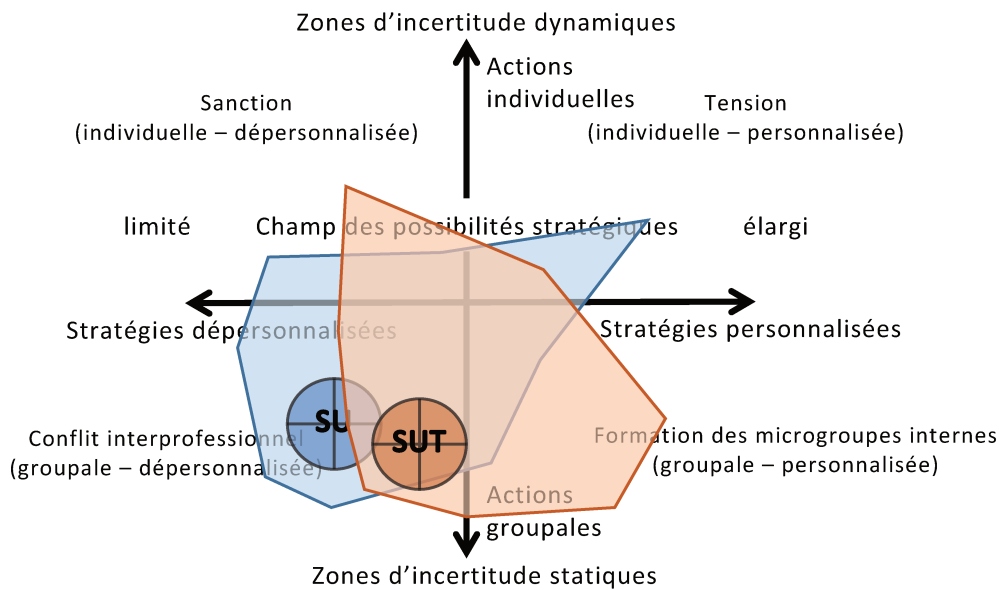 Zones d’incertitude dynamiques
Actions
individuelles
Sanction
(individuelle – dépersonnalisée)
Tension
(individuelle – personnalisée)
limité
Champ des possibilités stratégiques
élargi
Stratégies dépersonnalisées
Stratégies personnalisées
SU
SUT
Conflit interprofessionnel
(groupale – dépersonnalisée)
Formation des microgroupes internes
(groupale – personnalisée)
Actions
groupales
Zones d’incertitude statiques